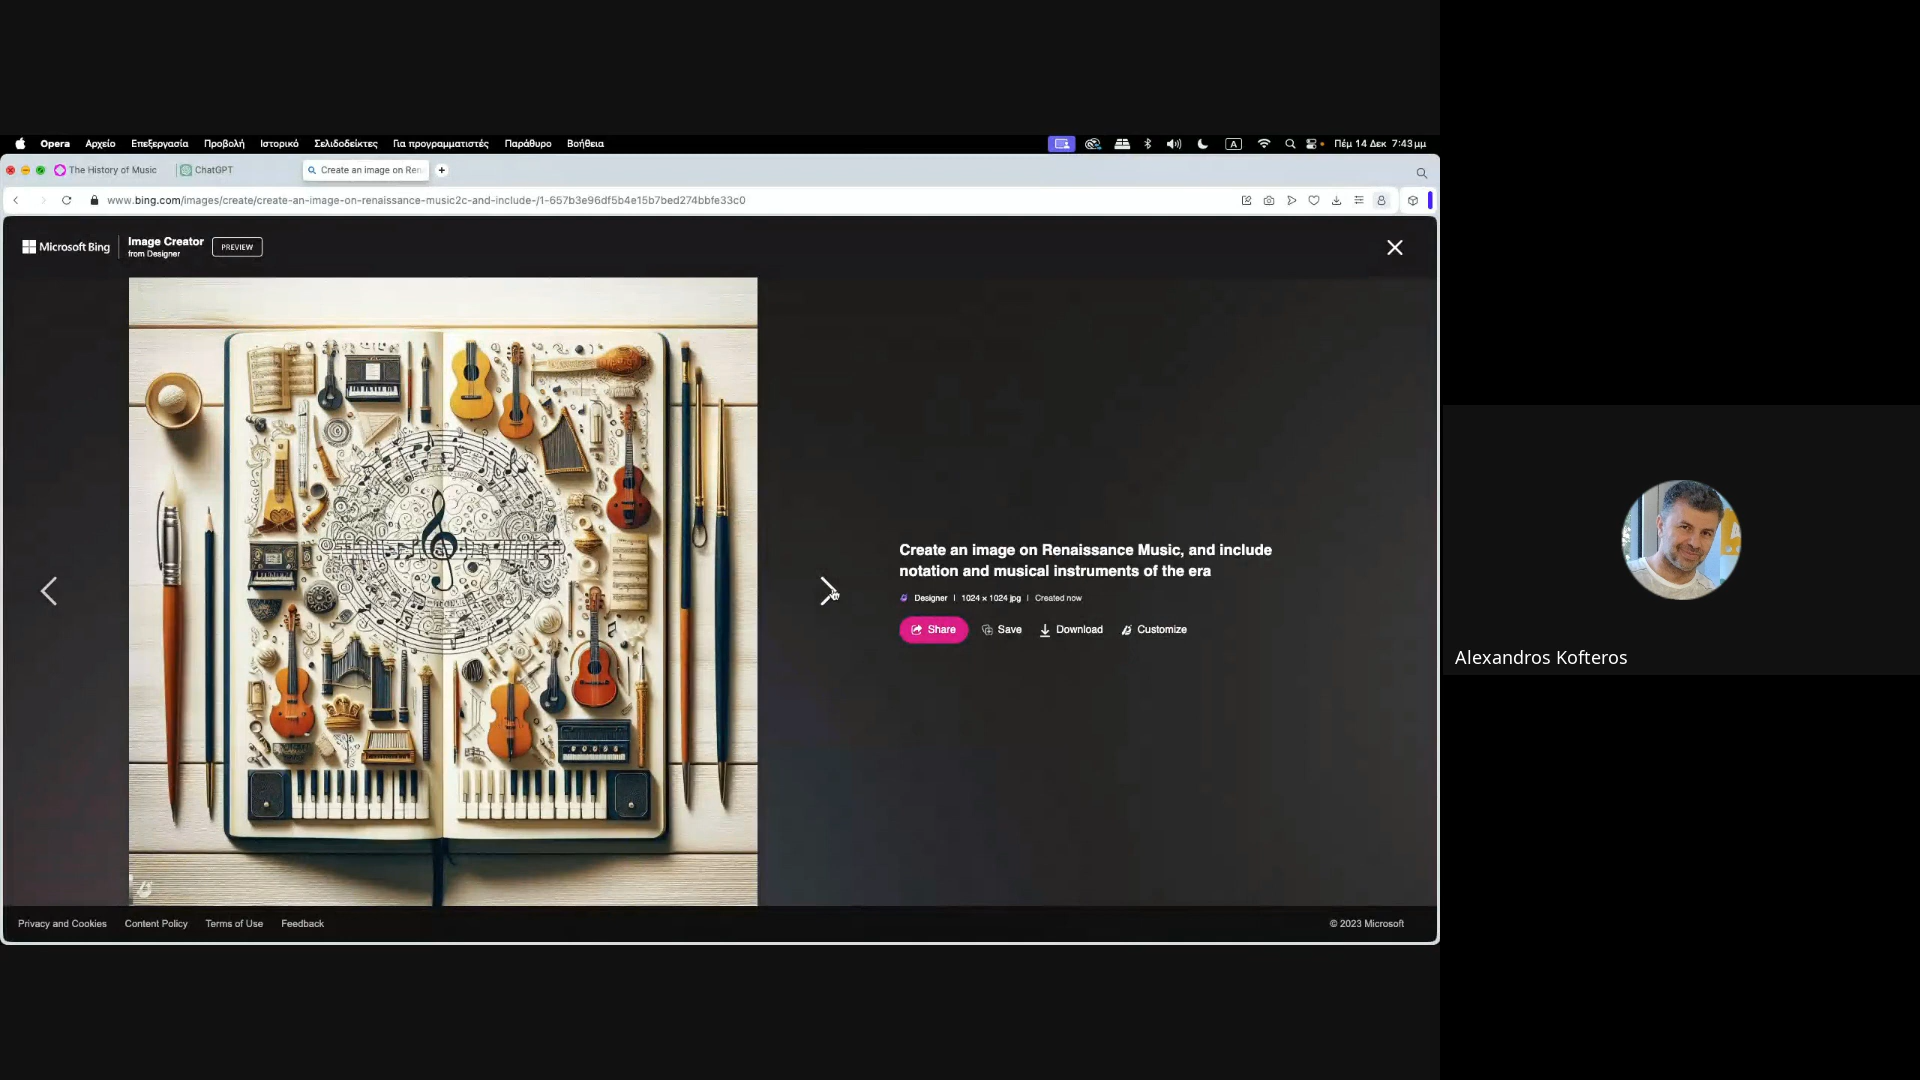 Opera Αρχείο Επεξεργασία Προβολή Ιστορικό Σελιδοδείκτες Για προγραμματιστές Παράθυρο Βοήθεια A Πέμ 14 Δεκ 7:43 μμ
The History of Music ChatGPT Create an image on Ren
www.bing.com/images/create/create-an-image-on-renaissance-music2c-and-include-/1-657b3e96df5b4e15b7bed274bbfe33c0
Microsoft Bing Image Creator PREVIEW
from Designer
Create an image on Renaissance Music, and include
notation and musical instruments of the era
Designer | 1024 × 1024 jpg | Created now
Share Save Download Customize
Alexandros Kofteros
Privacy and Cookies Content Policy Terms of Use Feedback © 2023 Microsoft